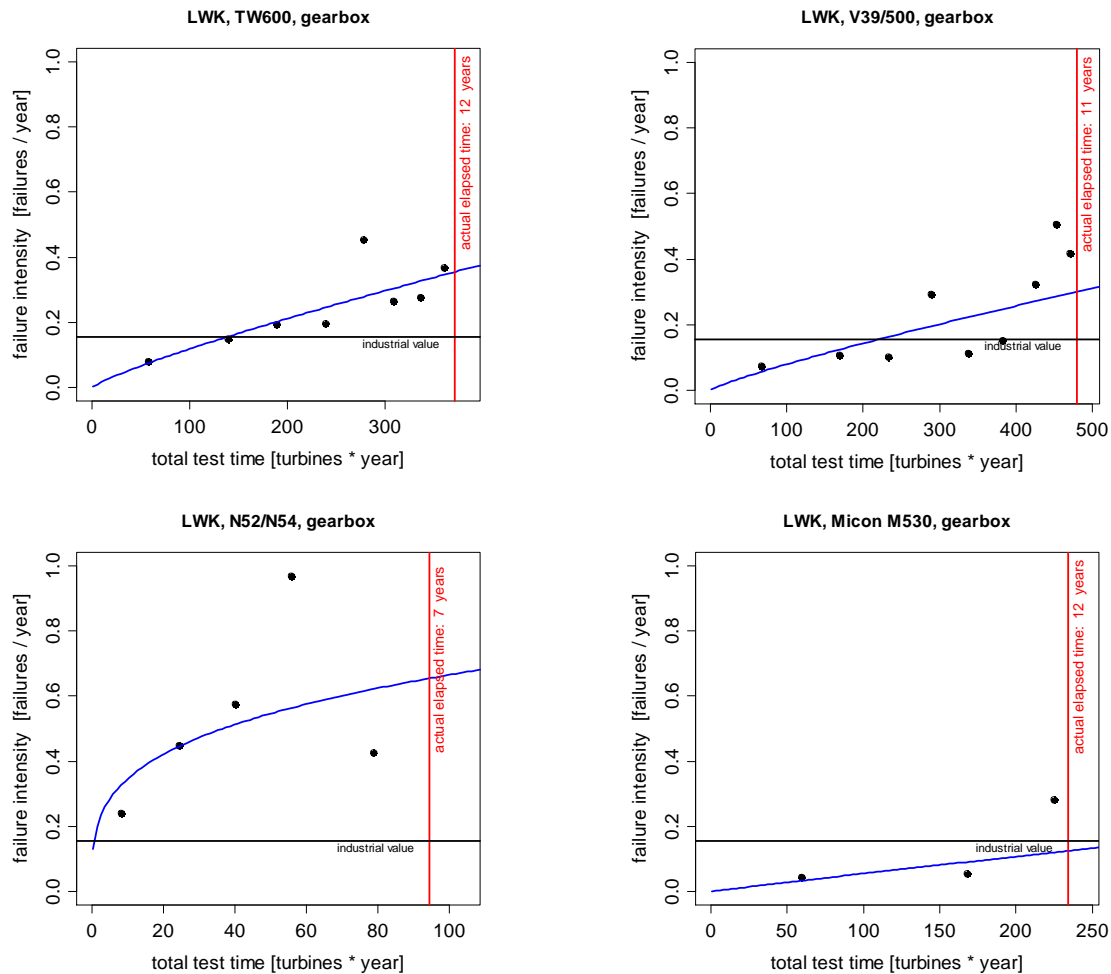 LWK, TW600, gearbox
failure intensity [failures / year]
1.0
0.8
0.6
0.4
0.2
0.0
industrial value
actual elapsed time: 12 years
0 100 200 300
total test time [turbines * year]
LWK, V39/500, gearbox
failure intensity [failures / year]
1.0
0.8
0.6
0.4
0.2
0.0
industrial value
actual elapsed time: 11 years
0 100 200 300 400 500
total test time [turbines * year]
LWK, N52/N54, gearbox
failure intensity [failures / year]
1.0
0.8
0.6
0.4
0.2
0.0
industrial value
actual elapsed time: 7 years
0 20 40 60 80 100
total test time [turbines * year]
LWK, Micon M530, gearbox
failure intensity [failures / year]
1.0
0.8
0.6
0.4
0.2
0.0
industrial value
actual elapsed time: 12 years
0 50 100 150 200 250
total test time [turbines * year]